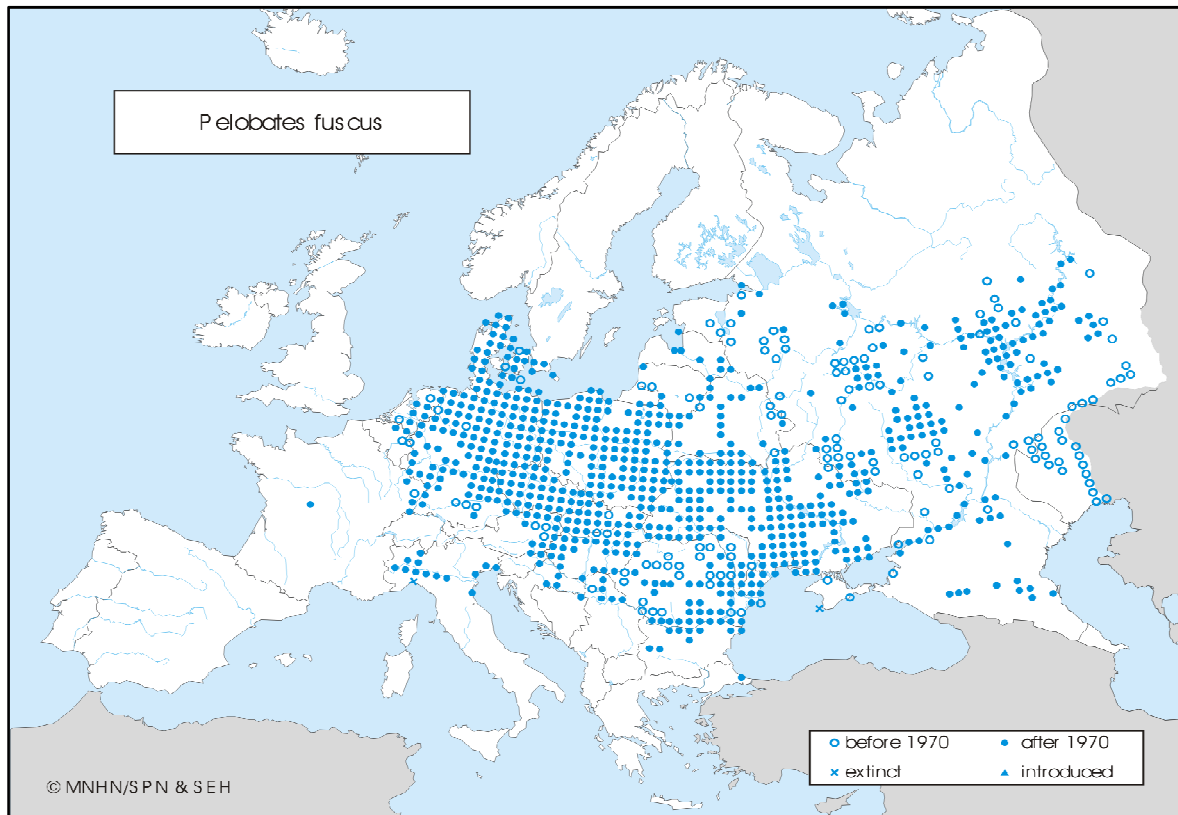 Pelobates fuscus
before 1970
after 1970
extinct
introduced
© MNHN/SPN & SEH